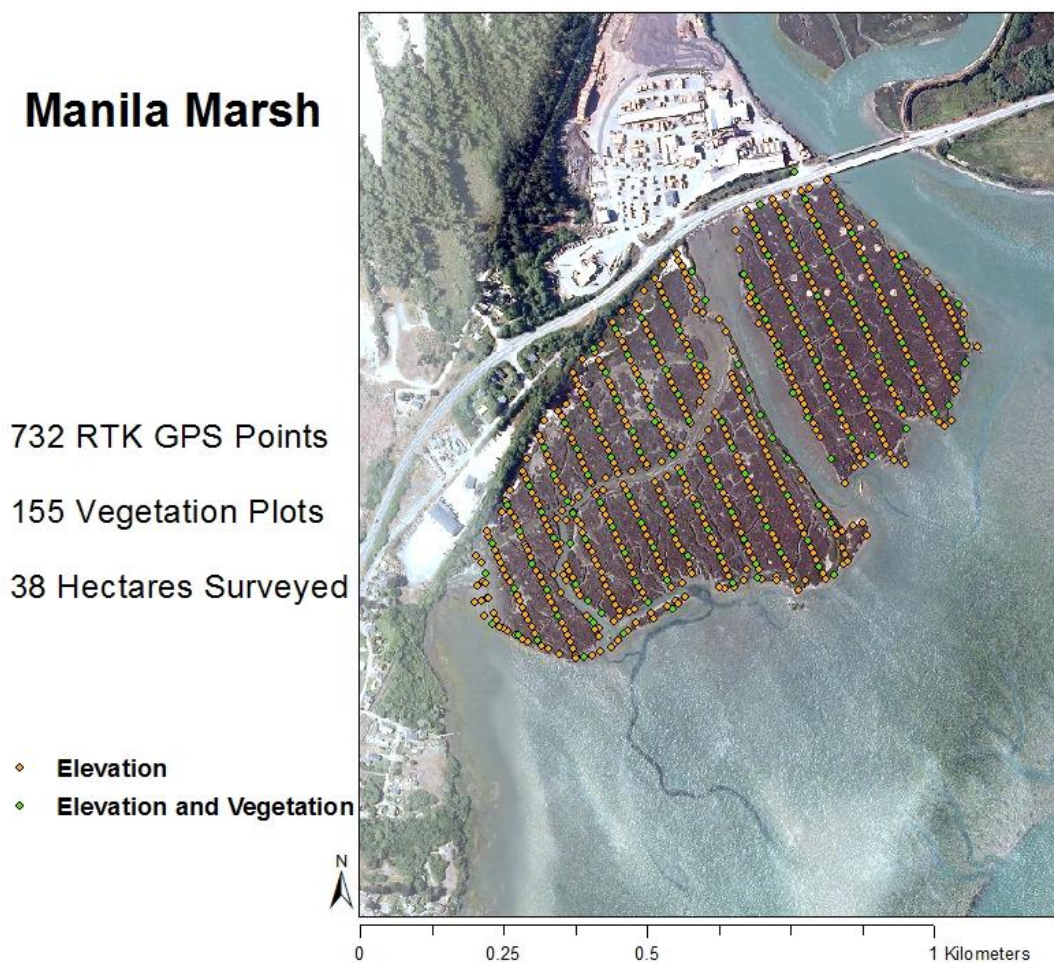 Manila Marsh
732 RTK GPS Points
155 Vegetation Plots
38 Hectares Surveyed
Elevation
Elevation and Vegetation
N
0 0.25 0.5 1 Kilometers